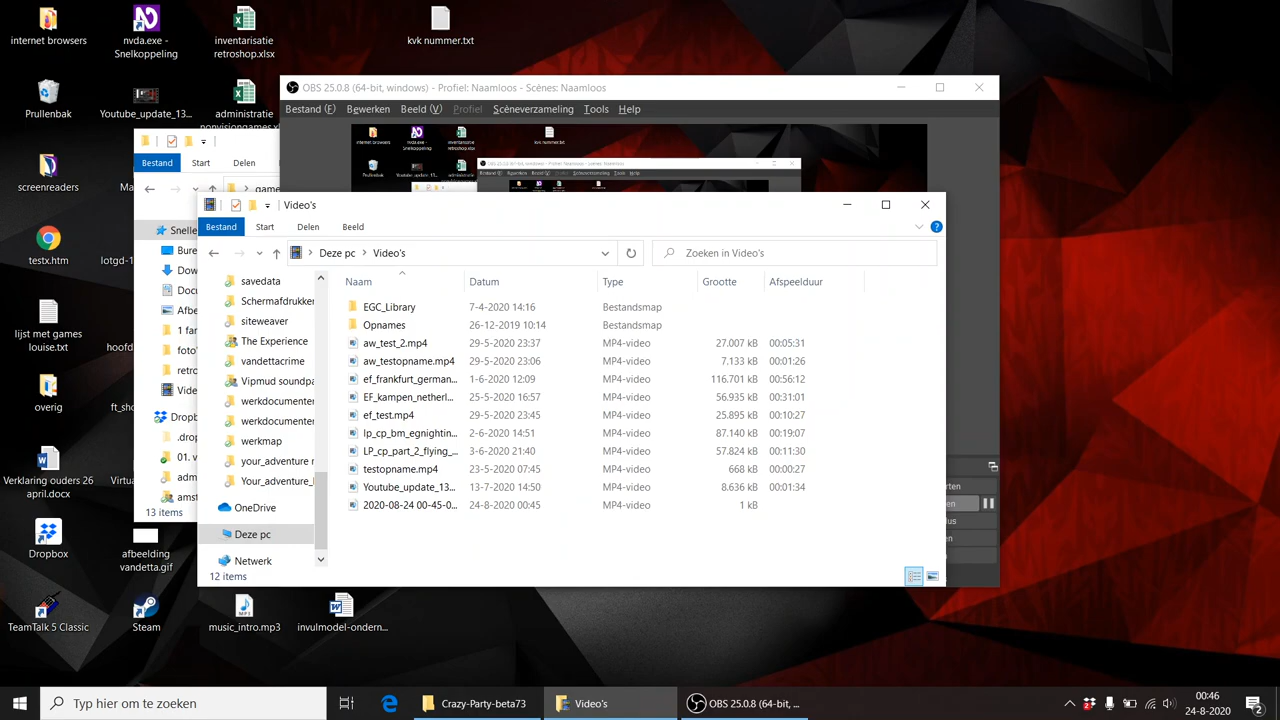 internet browsers
nvda.exe -
Snelkoppeling
inventarisatie
retroshop.xlsx
kvk nummer.txt
Prullenbak
Youtube_update_13...
administratie
nonvisiongames.x
OBS 25.0.8 (64-bit, windows) - Profiel: Naamloos - Scènes: Naamloos
Bestand (F) Bewerken Beeld (V) Profiel Scèneverzameling Tools Help
Bestand Start Delen
game
screenreaders
testx.htm
lijst met games
louise.txt
overig
Verklaring ouders 26
april.docx
Dropbox
afbeelding
vandetta.gif
TeamTalk 5 Classic
Steam
music_intro.mp3
invulmodel-ondern...
lotgd-1
hoofd
ft_sho
13 items
Video's
Bestand Start Delen Beeld
Deze pc Video's
Zoeken in Video's
savedata
Schermafdrukken
siteweaver
The Experience
vandettacrime
Vipmud soundpa
werkdocumenten
werkdocumenten
werkmap
your_adventure r
Your_adventure_l
OneDrive
Deze pc
Netwerk
Naam Datum Type Grootte Afspeelduur
EGC_Library 7-4-2020 14:16 Bestandsmap
Opnames 26-12-2019 10:14 Bestandsmap
aw_test_2.mp4 29-5-2020 23:37 MP4-video 27.007 kB 00:05:31
aw_testopname.mp4 29-5-2020 23:06 MP4-video 7.133 kB 00:01:26
ef_frankfurt_german... 1-6-2020 12:09 MP4-video 116.701 kB 00:56:12
EF_kampen_netherl... 25-5-2020 16:57 MP4-video 56.935 kB 00:31:01
ef_test.mp4 29-5-2020 23:45 MP4-video 25.895 kB 00:10:27
lp_cp_bm_egnightin... 2-6-2020 14:51 MP4-video 87.140 kB 00:19:07
LP_cp_part_2_flying_... 3-6-2020 21:40 MP4-video 57.824 kB 00:11:30
testopname.mp4 23-5-2020 07:45 MP4-video 668 kB 00:00:27
Youtube_update_13... 13-7-2020 14:50 MP4-video 8.636 kB 00:01:34
2020-08-24 00-45-0... 24-8-2020 00:45 MP4-video 1 kB
12 items
Typ hier om te zoeken
Crazy-Party-beta73
Video's
OBS 25.0.8 (64-bit, ...
00:46
24-8-2020
2